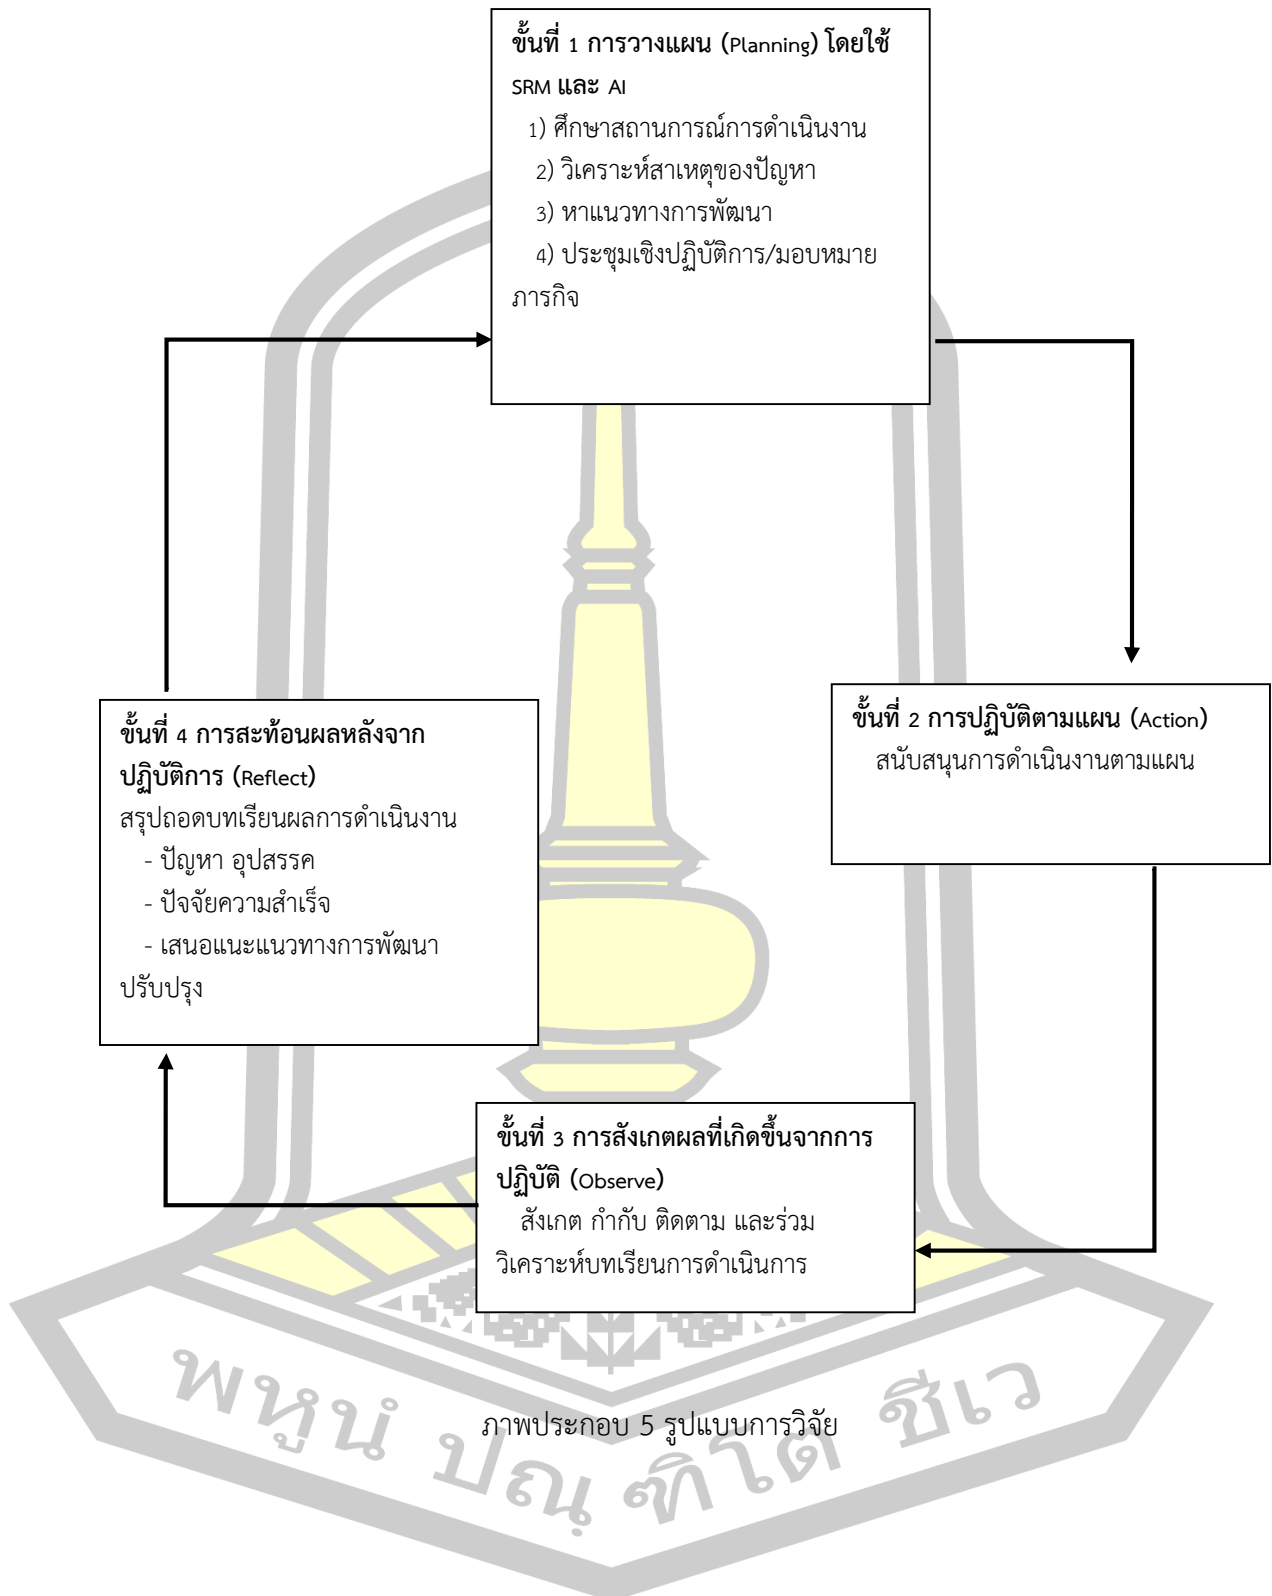 ขั้นที่ 1 การวางแผน (Planning) โดยใช้
SRM และ AI
1) ศึกษาสถานการณ์การดำเนินงาน
2) วิเคราะห์สาเหตุของปัญหา
3) หาแนวทางการพัฒนา
4) ประชุมเชิงปฏิบัติการ/มอบหมาย
ภารกิจ
ขั้นที่ 2 การปฏิบัติตามแผน (Action)
สนับสนุนการดำเนินงานตามแผน
ขั้นที่ 3 การสังเกตผลที่เกิดขึ้นจากการ
ปฏิบัติ (Observe)
สังเกต กำกับ ติดตาม และร่วม
วิเคราะห์บทเรียนการดำเนินการ
ขั้นที่ 4 การสะท้อนผลหลังจาก
ปฏิบัติการ (Reflect)
สรุปถอดบทเรียนผลการดำเนินงาน
- ปัญหา อุปสรรค
- ปัจจัยความสำเร็จ
- เสนอแนะแนวทางการพัฒนา
ปรับปรุง
ภาพประกอบ 5 รูปแบบการวิจัย
พหูนํ ปณฺฑิโต ชีเว